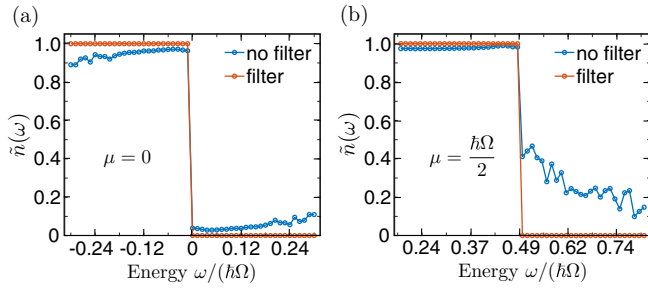 (a)
1.0
0.8
0.6
0.4
0.2
0
ñ(ω)
no filter
filter
μ = 0
-0.24 -0.12 0 0.12 0.24
Energy ω/(ℏΩ)
(b)
1.0
0.8
0.6
0.4
0.2
0
ñ(ω)
no filter
filter
μ = ℏΩ/2
0.24 0.37 0.49 0.62 0.74
Energy ω/(ℏΩ)